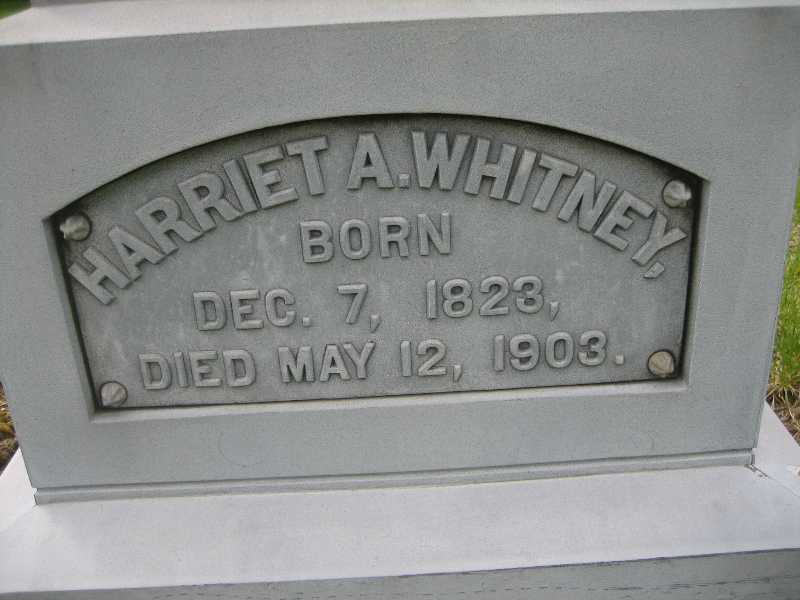 HARRIET A. WHITNEY,
BORN
DEC. 7, 1823,
DIED MAY 12, 1903.